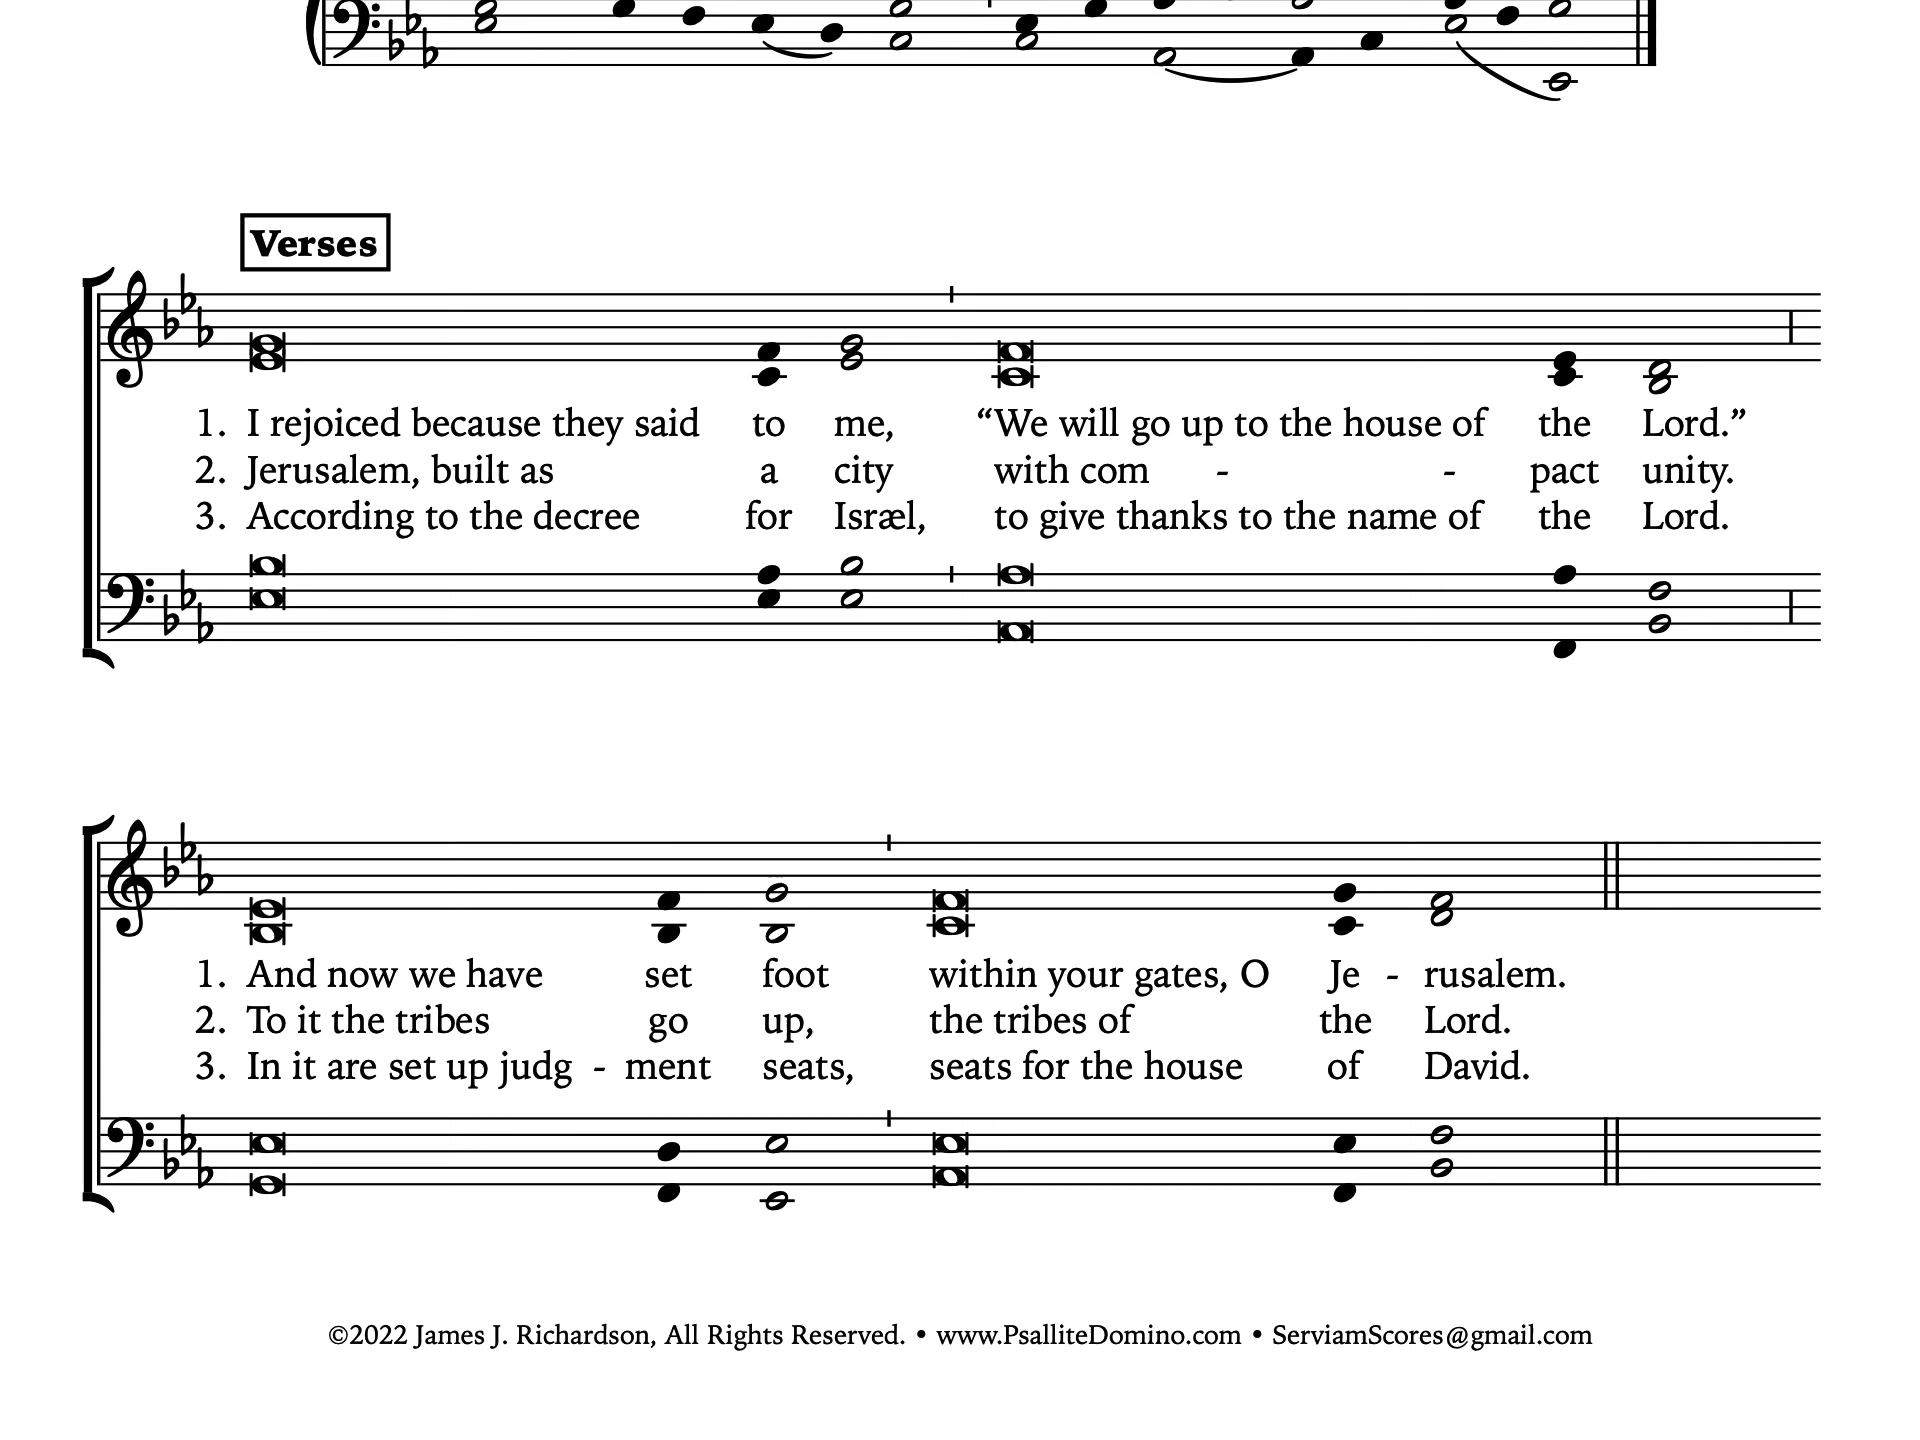 Verses
1. I rejoiced because they said to me, “We will go up to the house of the Lord.”
2. Jerusalem, built as a city with com - - pact unity.
3. According to the decree for Isræl, to give thanks to the name of the Lord.
1. And now we have set foot within your gates, O Je - rusalem.
2. To it the tribes go up, the tribes of the Lord.
3. In it are set up judg - ment seats, seats for the house of David.
©2022 James J. Richardson, All Rights Reserved. • www.PsalliteDomino.com • ServiamScores@gmail.com